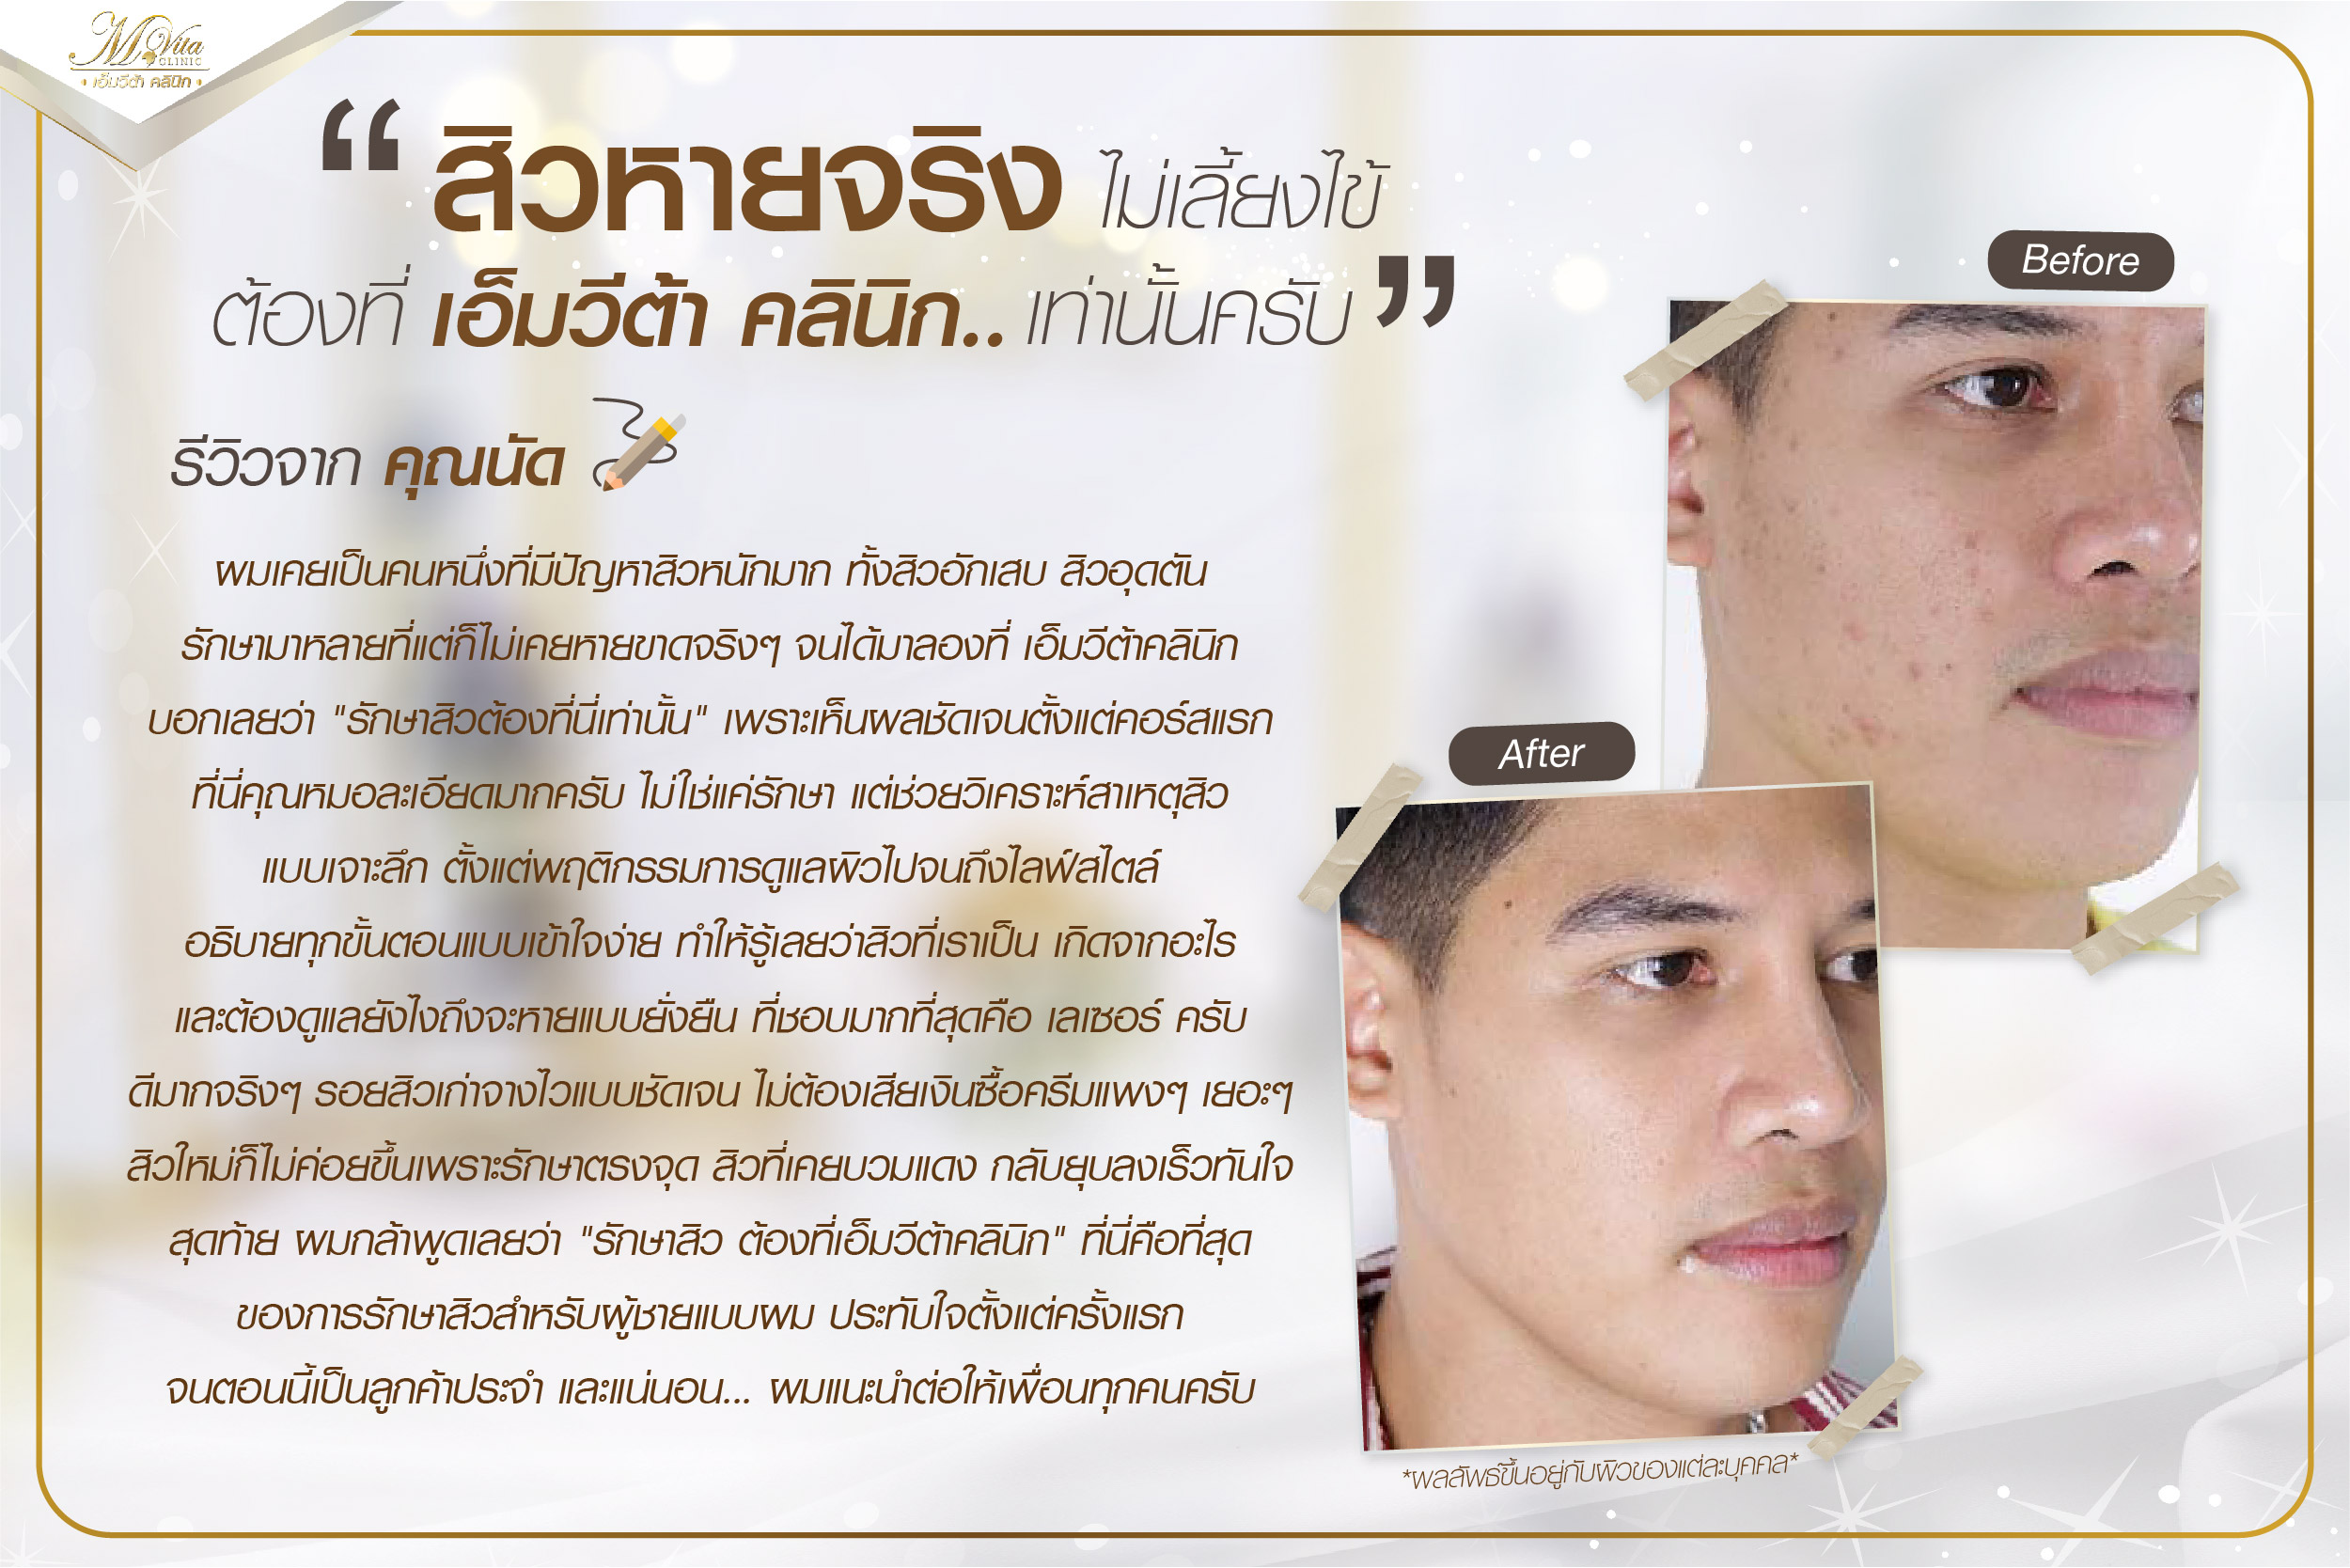 M Vita
CLINIC
• เอ็มวีต้า คลินิก •
“ สิวหายจริง ไม่เลี้ยงไข้
ต้องที่ เอ็มวีต้า คลินิก.. เท่านั้นครับ ”
รีวิวจาก คุณนัด
ผมเคยเป็นคนหนึ่งที่มีปัญหาสิวหนักมาก ทั้งสิวอักเสบ สิวอุดตัน
รักษามาหลายที่แต่ก็ไม่เคยหายขาดจริงๆ จนได้มาลองที่ เอ็มวีต้าคลินิก
บอกเลยว่า "รักษาสิวต้องที่นี่เท่านั้น" เพราะเห็นผลชัดเจนตั้งแต่คอร์สแรก
ที่นี่คุณหมอละเอียดมากครับ ไม่ใช่แค่รักษา แต่ช่วยวิเคราะห์สาเหตุสิว
แบบเจาะลึก ตั้งแต่พฤติกรรมการดูแลผิวไปจนถึงไลฟ์สไตล์
อธิบายทุกขั้นตอนแบบเข้าใจง่าย ทำให้รู้เลยว่าสิวที่เราเป็น เกิดจากอะไร
และต้องดูแลยังไงถึงจะหายแบบยั่งยืน ที่ชอบมากที่สุดคือ เลเซอร์ ครับ
ดีมากจริงๆ รอยสิวเก่าจางไวแบบชัดเจน ไม่ต้องเสียเงินซื้อครีมแพงๆ เยอะๆ
สิวใหม่ก็ไม่ค่อยขึ้นเพราะรักษาตรงจุด สิวที่เคยบวมแดง กลับยุบลงเร็วทันใจ
สุดท้าย ผมกล้าพูดเลยว่า "รักษาสิว ต้องที่เอ็มวีต้าคลินิก" ที่นี่คือที่สุด
ของการรักษาสิวสำหรับผู้ชายแบบผม ประทับใจตั้งแต่ครั้งแรก
จนตอนนี้เป็นลูกค้าประจำ และแน่นอน... ผมแนะนำต่อให้เพื่อนทุกคนครับ
Before
After
*ผลลัพธ์ขึ้นอยู่กับผิวของแต่ละบุคคล*